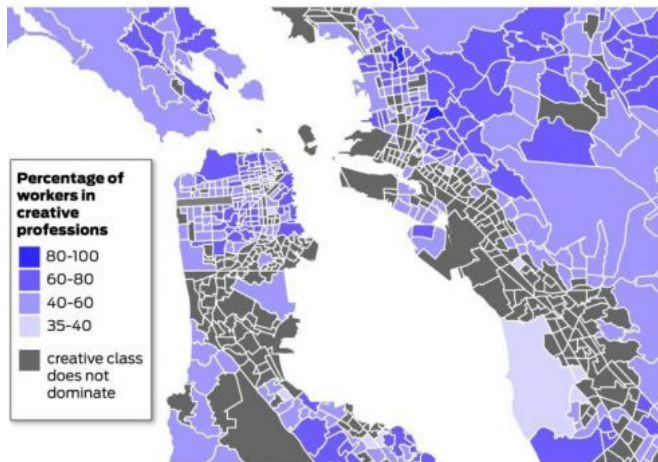 Percentage of
workers in
creative
professions
80-100
60-80
40-60
35-40
creative class
does not
dominate